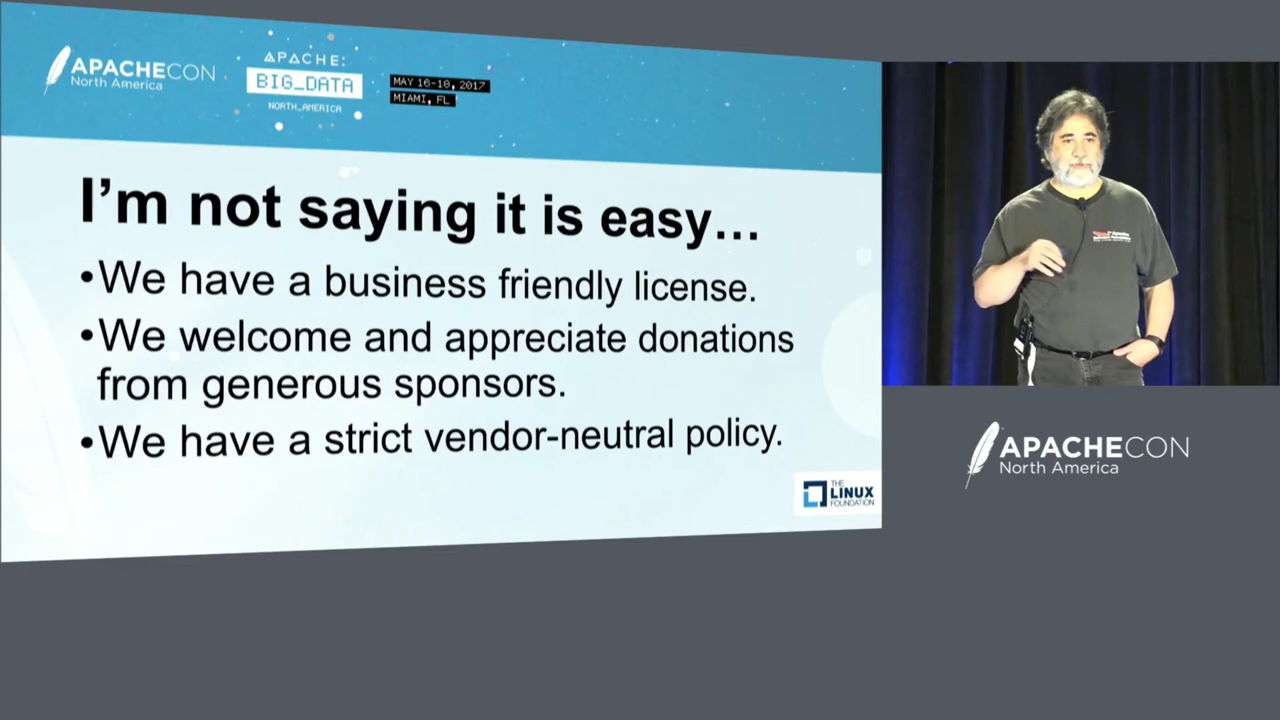 APACHECON
North America
APACHE:
BIG_DATA
NORTH_AMERICA
MAY 16-18, 2017
MIAMI, FL
I'm not saying it is easy…
•We have a business friendly license.
•We welcome and appreciate donations
from generous sponsors.
•We have a strict vendor-neutral policy.
THE
LINUX
FOUNDATION
Apache
APACHECON
North America